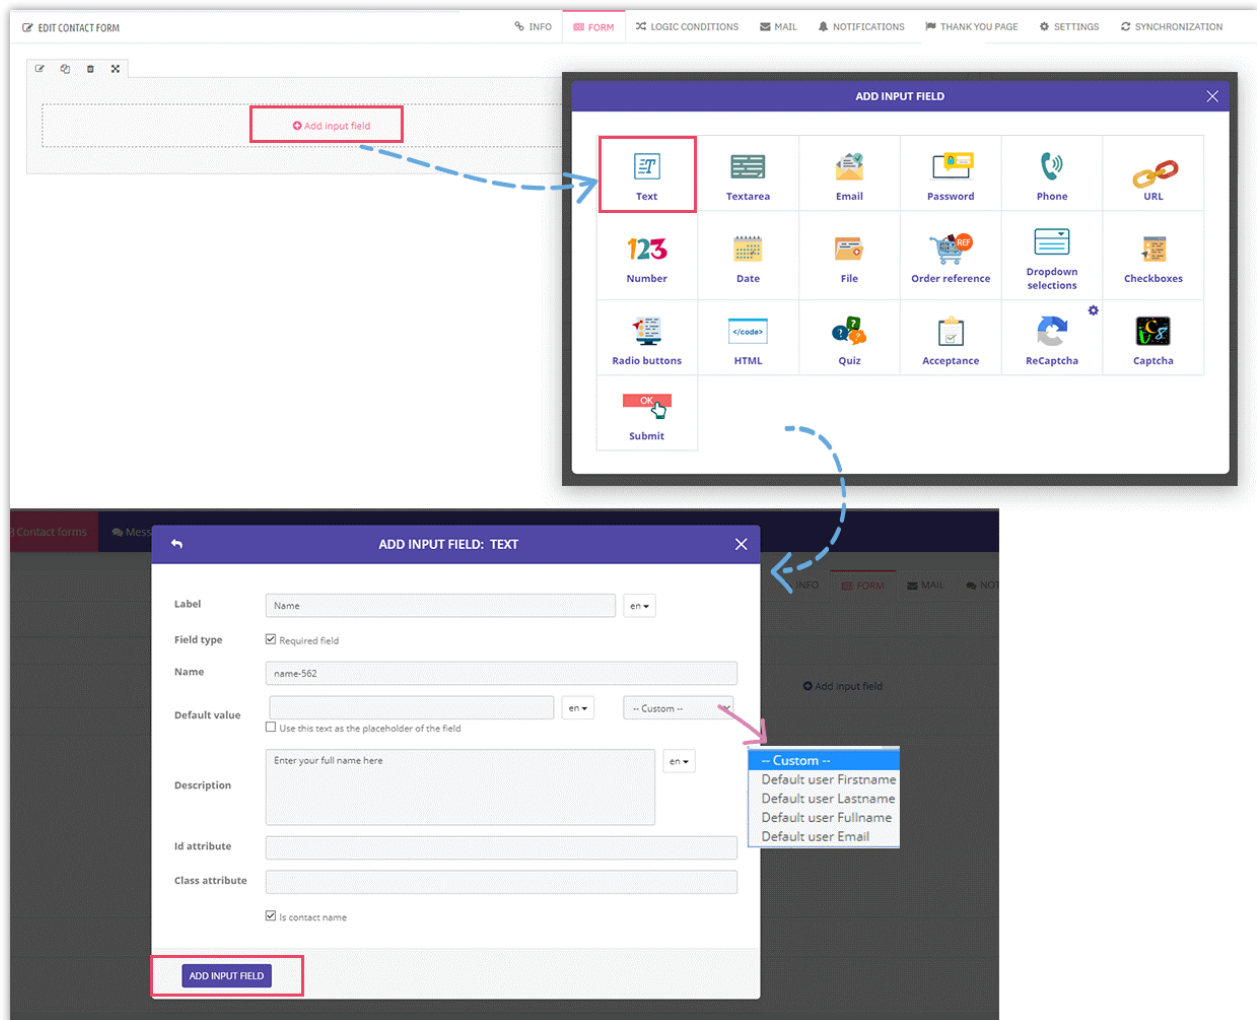 EDIT CONTACT FORM
INFO
FORM
LOGIC CONDITIONS
MAIL
NOTIFICATIONS
THANK YOU PAGE
SETTINGS
SYNCHRONIZATION
Add input field
ADD INPUT FIELD
Text
Textarea
Email
Password
Phone
URL
123
Number
Date
File
REF
Order reference
Dropdown
selections
Checkboxes
Radio buttons
</code>
HTML
Quiz
Acceptance
ReCaptcha
Captcha
OK
Submit
Contact forms
Mess
ADD INPUT FIELD: TEXT
INFO
FORM
MAIL
NOT
Label
Name
en
Field type
Required field
Name
name-562
Add input field
Default value
en
-- Custom --
Use this text as the placeholder of the field
-- Custom --
Default user Firstname
Default user Lastname
Default user Fullname
Default user Email
Description
Enter your full name here
en
Id attribute
Class attribute
Is contact name
ADD INPUT FIELD